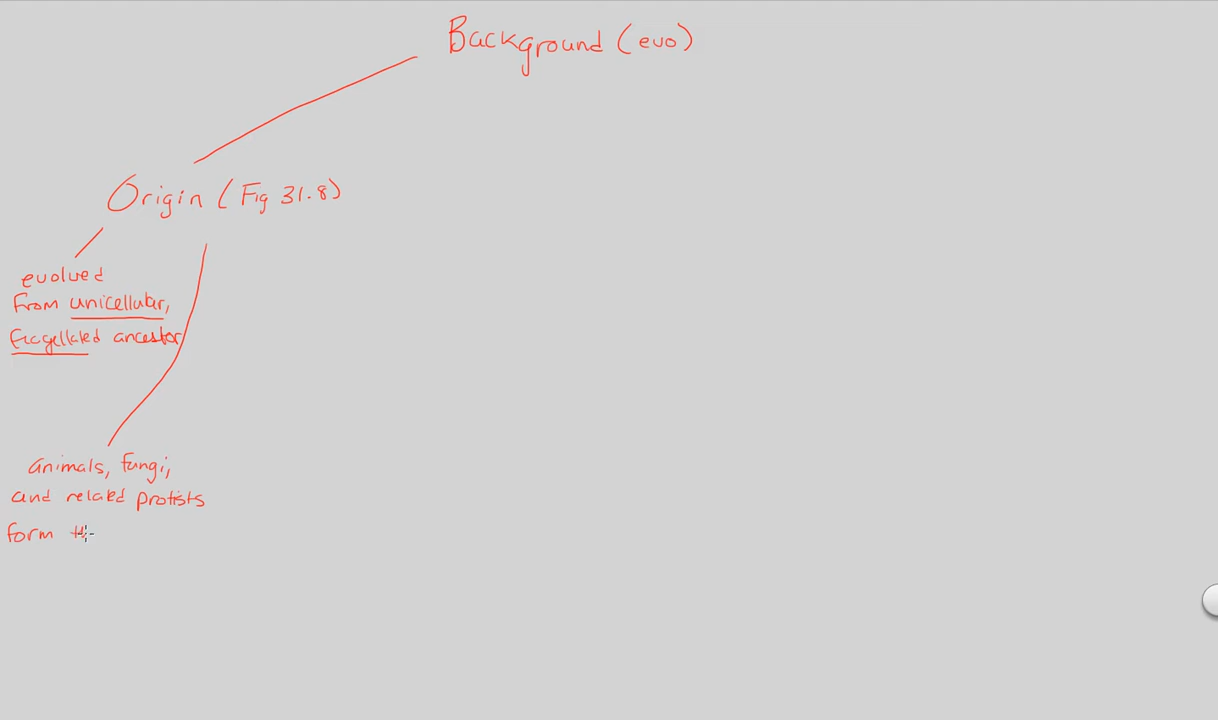 Background (evo)
Origin (Fig 31.8)
evolved
from unicellular,
flagellated ancestor
animals, fungi,
and related protists
form